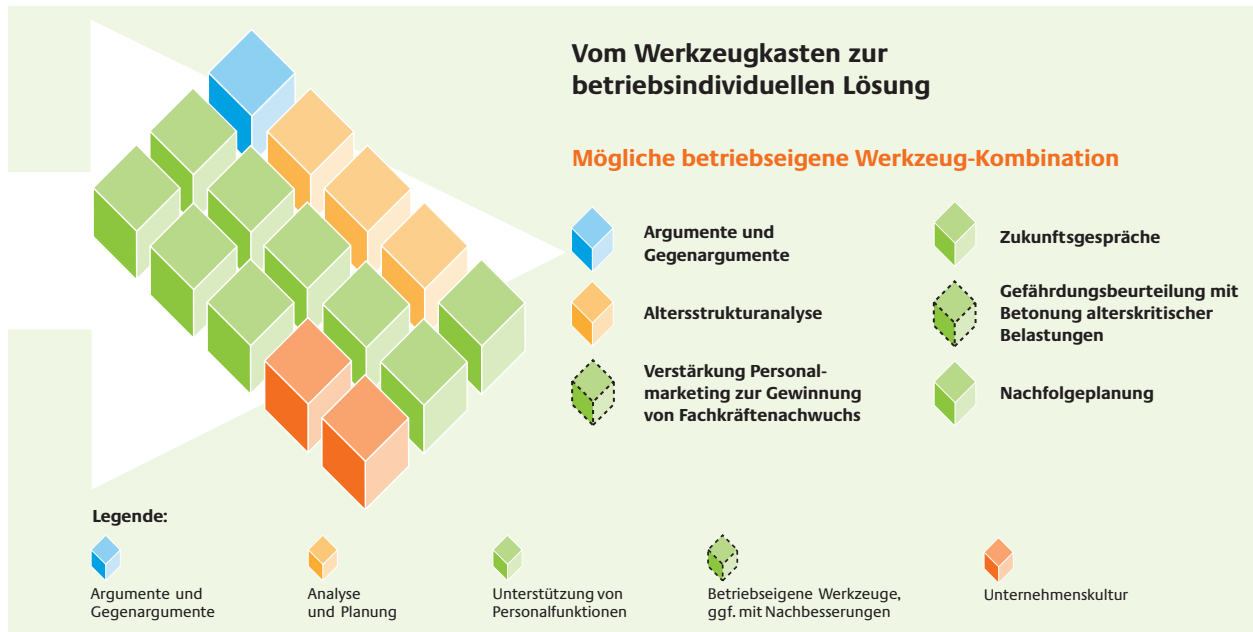 Vom Werkzeugkasten zur
betriebsindividuellen Lösung
Mögliche betriebseigene Werkzeug-Kombination
Argumente und
Gegenargumente
Altersstrukturanalyse
Verstärkung Personal-
marketing zur Gewinnung
von Fachkräftenachwuchs
Zukunftsgespräche
Gefährdungsbeurteilung mit
Betonung alterskritischer
Belastungen
Nachfolgeplanung
Legende:
Argumente und
Gegenargumente
Analyse
und Planung
Unterstützung von
Personalfunktionen
Betriebseigene Werkzeuge,
ggf. mit Nachbesserungen
Unternehmenskultur